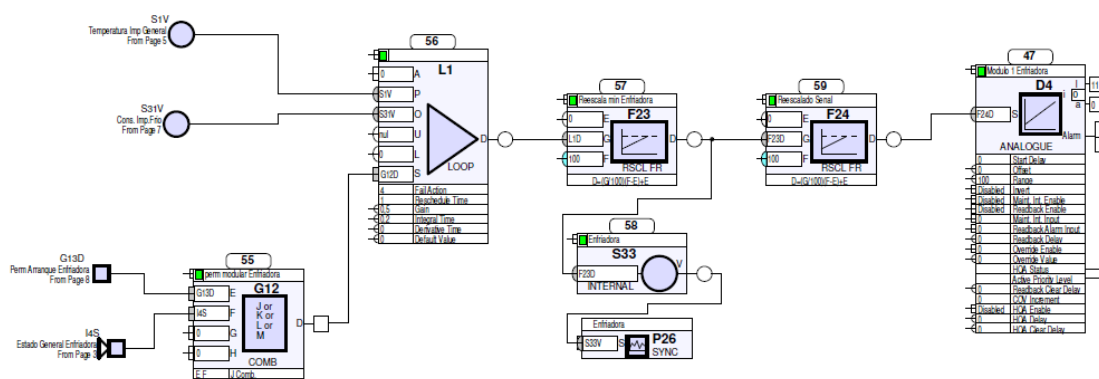 S1V
Temperatura Imp General
From Page 5
S31V
Cons. Imp.Frio
From Page 7
56
L1
0 A
S1V P
S31V O
nul U
0 L
G12D S
D
LOOP
4 Fail Action
1 Reschedule Time
0,5 Gain
0,2 Integral Time
0 Derivative Time
0 Default Value
57
Reescala min Enfriadora
F23
0 E
L1D G
100 F
D
RSCL FR
D=(G/100)(F-E)+E
59
Reescalado Senal
F24
0 E
F23D G
100 F
D
RSCL FR
D=(G/100)(F-E)+E
47
Modulo 1 Enfriadora
D4
F24D S
I
i 0
a 0
11
Alarm
ANALOGUE
0 Start Delay
0 Offset
100 Range
Disabled Invert
Disabled Maint. Int. Enable
Disabled Readback Enable
0 Maint. Int. Input
0 Readback Alarm Input
0 Readback Delay
0 Override Enable
0 Override Value
HOA Status
Active Priority Level
0 Readback Clear Delay
0 COV Increment
Disabled HOA Enable
0 HOA Delay
0 HOA Clear Delay
58
Enfriadora
S33
F23D
V
INTERNAL
Enfriadora
S33V S
P26
SYNC
G13D
Perm Arranque Enfriadora
From Page 8
I4S
Estado General Enfriadora
From Page 3
55
perm modular Enfriadora
G12
G13D E
I4S F
0 G
0 H
J or
K or
L or
M
D
COMB
E F J Comb.